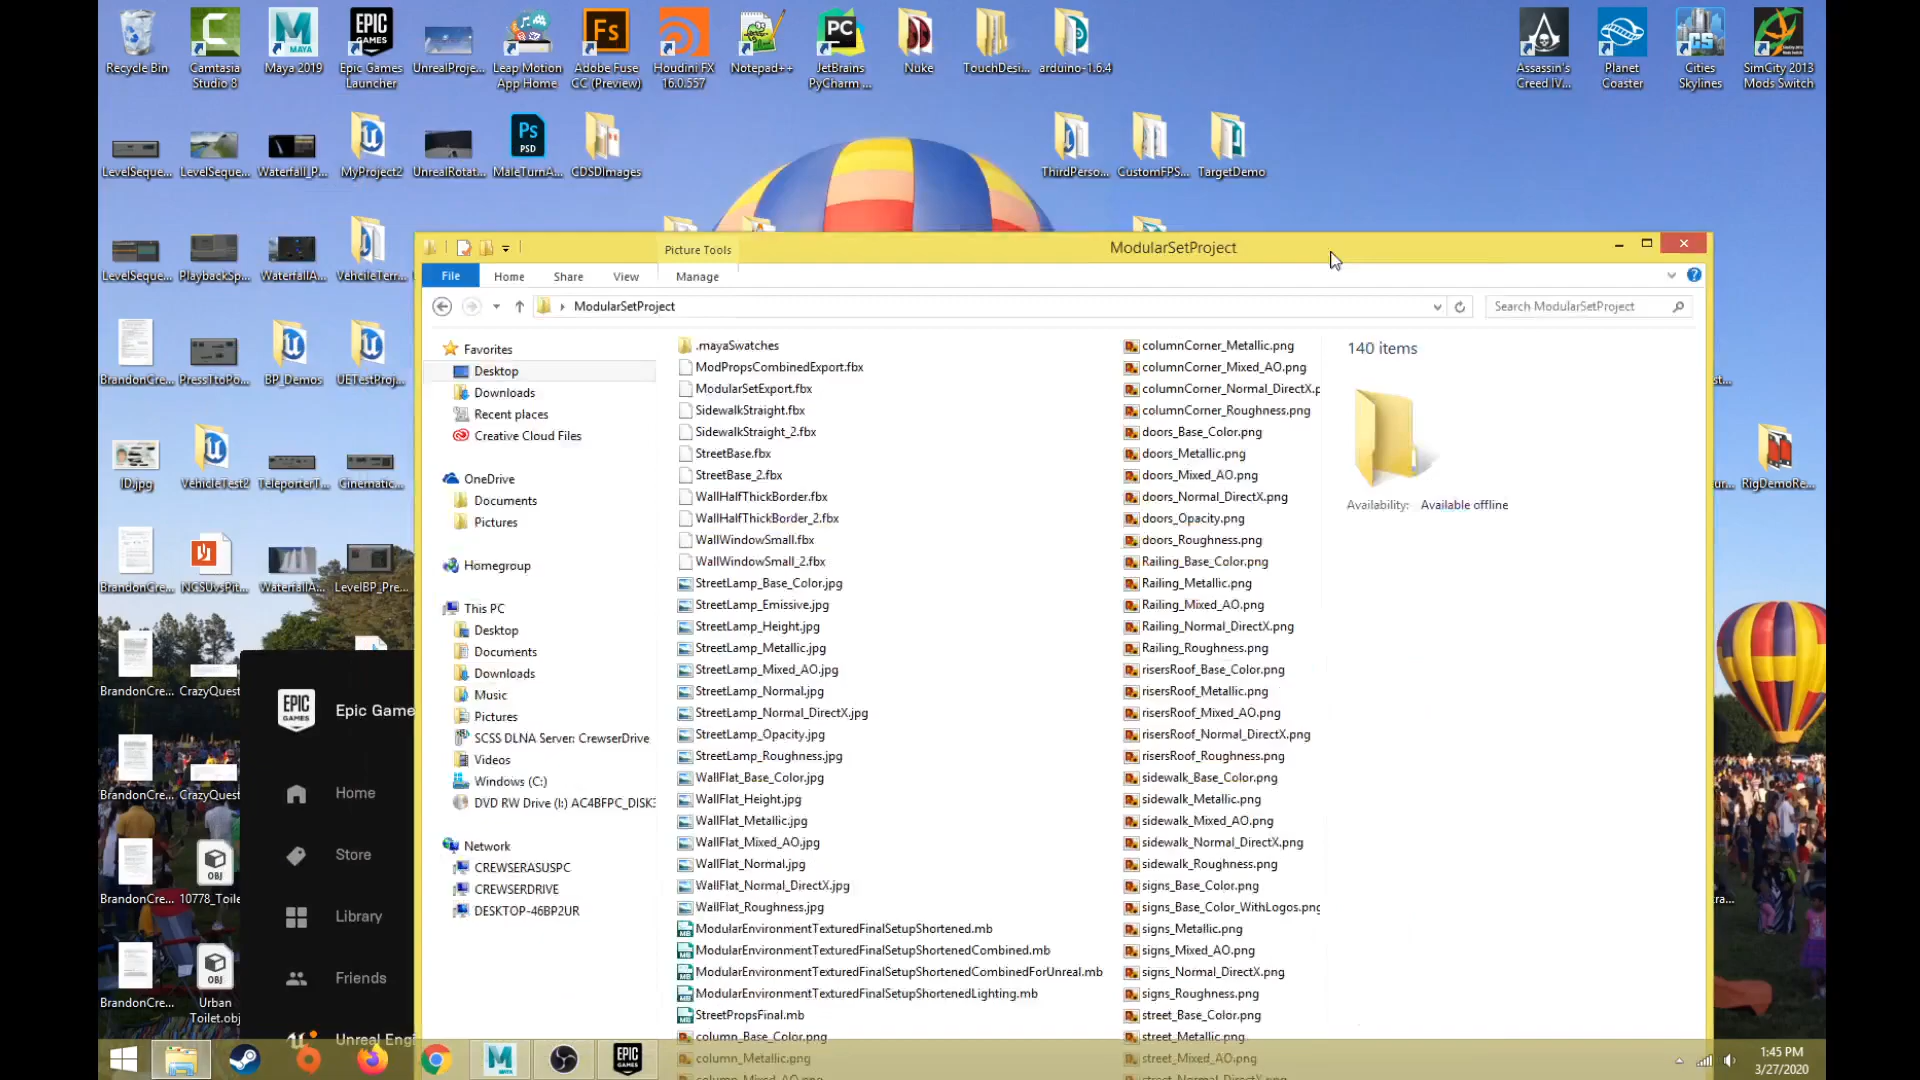 Recycle Bin
Camtasia Studio 8
Maya 2019
Epic Games Launcher
UnrealProje...
Leap Motion App Home
Adobe Fuse CC (Preview)
Houdini FX 16.0.557
Notepad++
JetBrains PyCharm ...
Nuke
TouchDesi...
arduino-1.6.4
Assassin's Creed IV...
Planet Coaster
Cities Skylines
SimCity 2013 Mods Switch
LevelSeque...
LevelSeque...
Waterfall_P...
MyProject2
UnrealRotat...
MaleTurnA...
CDSDImages
ThirdPerso...
CustomFPS...
TargetDemo
LevelSeque...
PlaybackSp...
WaterfallA...
VehicleTerr...
BrandonCre...
PressTtoPo...
BP_Demos
UETestProj...
ID.jpg
VehicleTest2
TeleporterT...
Cinematic...
RigDemoRe...
BrandonCre...
NCSUvsPit...
WaterfallA...
LevelBP_Pre...
BrandonCre...
CrazyQuest
BrandonCre...
CrazyQuest
BrandonCre...
10778_Toile
BrandonCre...
Urban Toilet.obj
EPIC GAMES
Epic Game
Home
Store
Library
Friends
Unreal Engi
Picture Tools
ModularSetProject
File
Home
Share
View
Manage
ModularSetProject
Search ModularSetProject
Favorites
Desktop
Downloads
Recent places
Creative Cloud Files
OneDrive
Documents
Pictures
Homegroup
This PC
Desktop
Documents
Downloads
Music
Pictures
SCSS DLNA Server: CrewserDrive
Videos
Windows (C:)
DVD RW Drive (I:) AC4BFPC_DISK3
Network
CREWSERASUSPC
CREWSERDRIVE
DESKTOP-46BP2UR
.mayaSwatches
ModPropsCombinedExport.fbx
ModularSetExport.fbx
SidewalkStraight.fbx
SidewalkStraight_2.fbx
StreetBase.fbx
StreetBase_2.fbx
WallHalfThickBorder.fbx
WallHalfThickBorder_2.fbx
WallWindowSmall.fbx
WallWindowSmall_2.fbx
StreetLamp_Base_Color.jpg
StreetLamp_Emissive.jpg
StreetLamp_Height.jpg
StreetLamp_Metallic.jpg
StreetLamp_Mixed_AO.jpg
StreetLamp_Normal.jpg
StreetLamp_Normal_DirectX.jpg
StreetLamp_Opacity.jpg
StreetLamp_Roughness.jpg
WallFlat_Base_Color.jpg
WallFlat_Height.jpg
WallFlat_Metallic.jpg
WallFlat_Mixed_AO.jpg
WallFlat_Normal.jpg
WallFlat_Normal_DirectX.jpg
WallFlat_Roughness.jpg
ModularEnvironmentTexturedFinalSetupShortened.mb
ModularEnvironmentTexturedFinalSetupShortenedCombined.mb
ModularEnvironmentTexturedFinalSetupShortenedCombinedForUnreal.mb
ModularEnvironmentTexturedFinalSetupShortenedLighting.mb
StreetPropsFinal.mb
column_Base_Color.png
column_Metallic.png
column_Mixed_AO.png
columnCorner_Metallic.png
columnCorner_Mixed_AO.png
columnCorner_Normal_DirectX.p
columnCorner_Roughness.png
doors_Base_Color.png
doors_Metallic.png
doors_Mixed_AO.png
doors_Normal_DirectX.png
doors_Opacity.png
doors_Roughness.png
Railing_Base_Color.png
Railing_Metallic.png
Railing_Mixed_AO.png
Railing_Normal_DirectX.png
Railing_Roughness.png
risersRoof_Base_Color.png
risersRoof_Metallic.png
risersRoof_Mixed_AO.png
risersRoof_Normal_DirectX.png
risersRoof_Roughness.png
sidewalk_Base_Color.png
sidewalk_Metallic.png
sidewalk_Mixed_AO.png
sidewalk_Normal_DirectX.png
sidewalk_Roughness.png
signs_Base_Color.png
signs_Base_Color_WithLogos.png
signs_Metallic.png
signs_Mixed_AO.png
signs_Normal_DirectX.png
signs_Roughness.png
street_Base_Color.png
street_Metallic.png
street_Mixed_AO.png
street_Normal_DirectX.png
140 items
Availability: Available offline
1:45 PM
3/27/2020